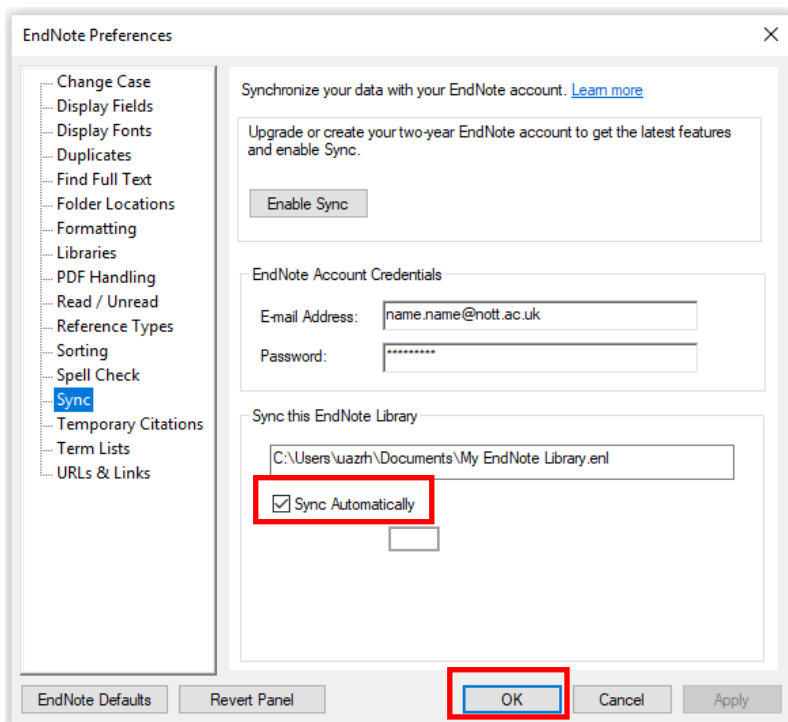 EndNote Preferences
Change Case
Display Fields
Display Fonts
Duplicates
Find Full Text
Folder Locations
Formatting
Libraries
PDF Handling
Read / Unread
Reference Types
Sorting
Spell Check
Sync
Temporary Citations
Term Lists
URLs & Links
Synchronize your data with your EndNote account. Learn more
Upgrade or create your two-year EndNote account to get the latest features
and enable Sync.
Enable Sync
EndNote Account Credentials
E-mail Address: name.name@nott.ac.uk
Password: *********
Sync this EndNote Library
C:\Users\uazrh\Documents\My EndNote Library.enl
Sync Automatically
EndNote Defaults Revert Panel OK Cancel Apply